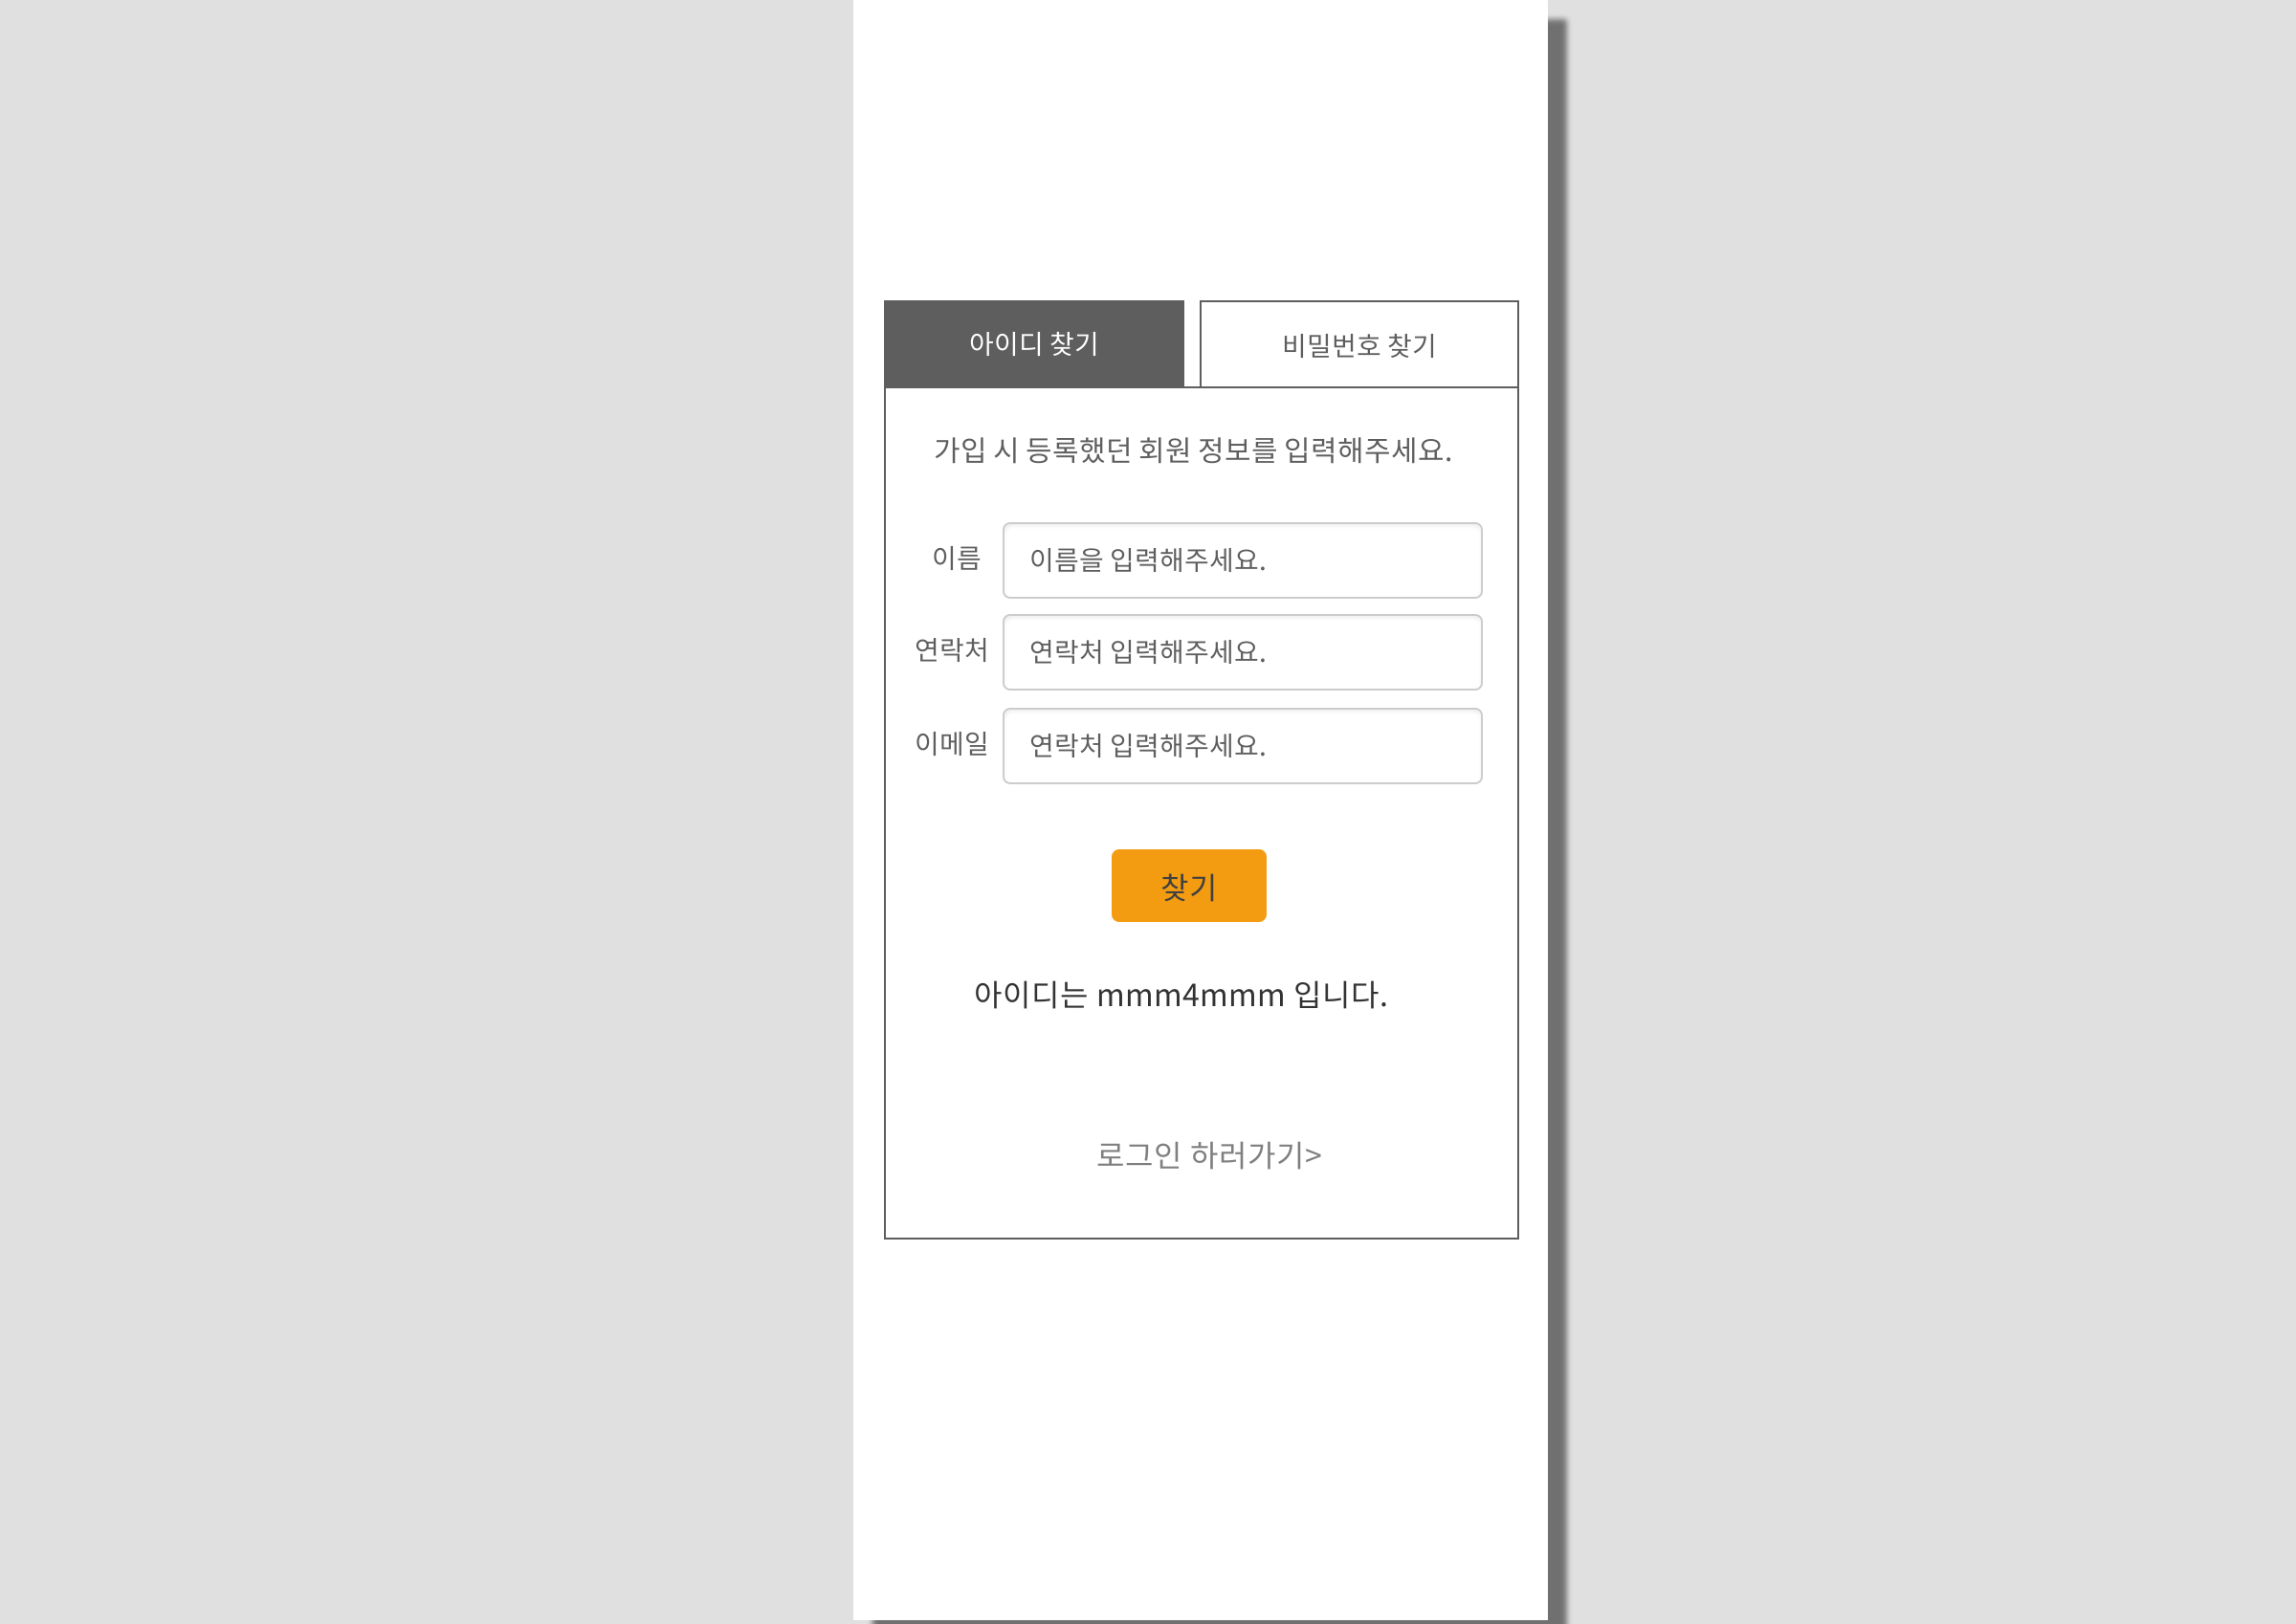 아이디 찾기
비밀번호 찾기
가입 시 등록했던 회원 정보를 입력해주세요.
이름
이름을 입력해주세요.
연락처
연락처 입력해주세요.
이메일
연락처 입력해주세요.
찾기
아이디는 mmm4mmm 입니다.
로그인 하러가기>